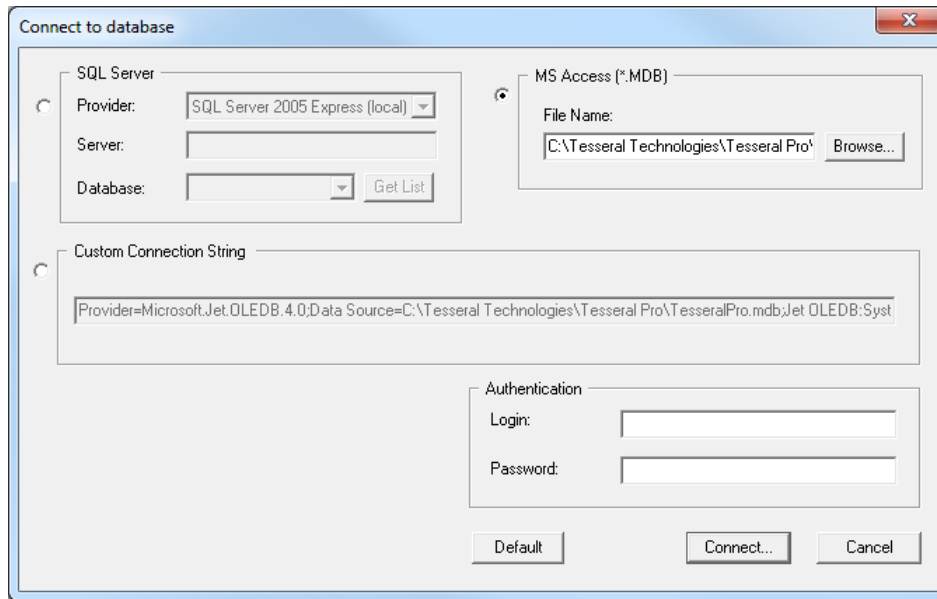 Connect to database
SQL Server
Provider:
SQL Server 2005 Express (local)
Server:
Database:
Get List
MS Access (*.MDB)
File Name:
C:\Tesseral Technologies\Tesseral Pro\
Browse...
Custom Connection String
Provider=Microsoft.Jet.OLEDB.4.0;Data Source=C:\Tesseral Technologies\Tesseral Pro\TesseralPro.mdb;Jet OLEDB:Syst
Authentication
Login:
Password:
Default
Connect...
Cancel